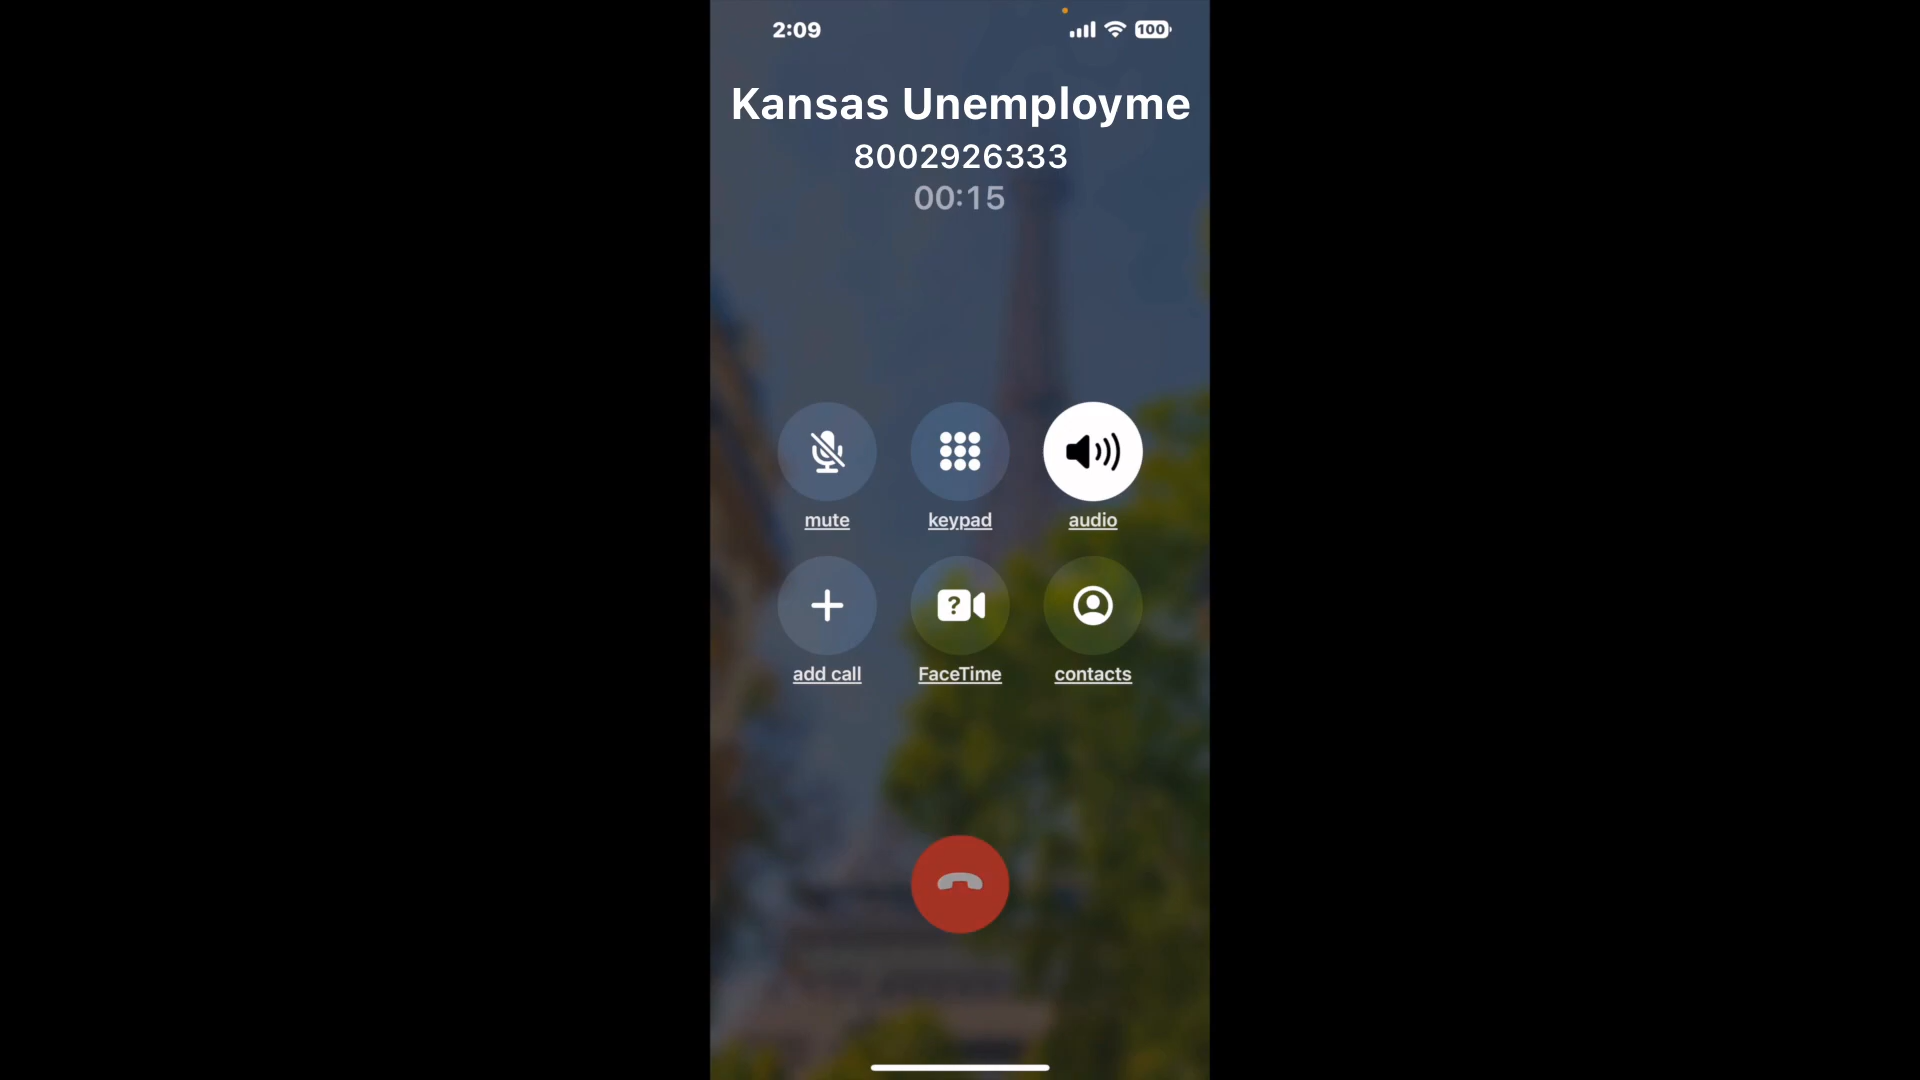 2:09
100
Kansas Unemployme
8002926333
00:15
mute
keypad
audio
?
add call
FaceTime
contacts